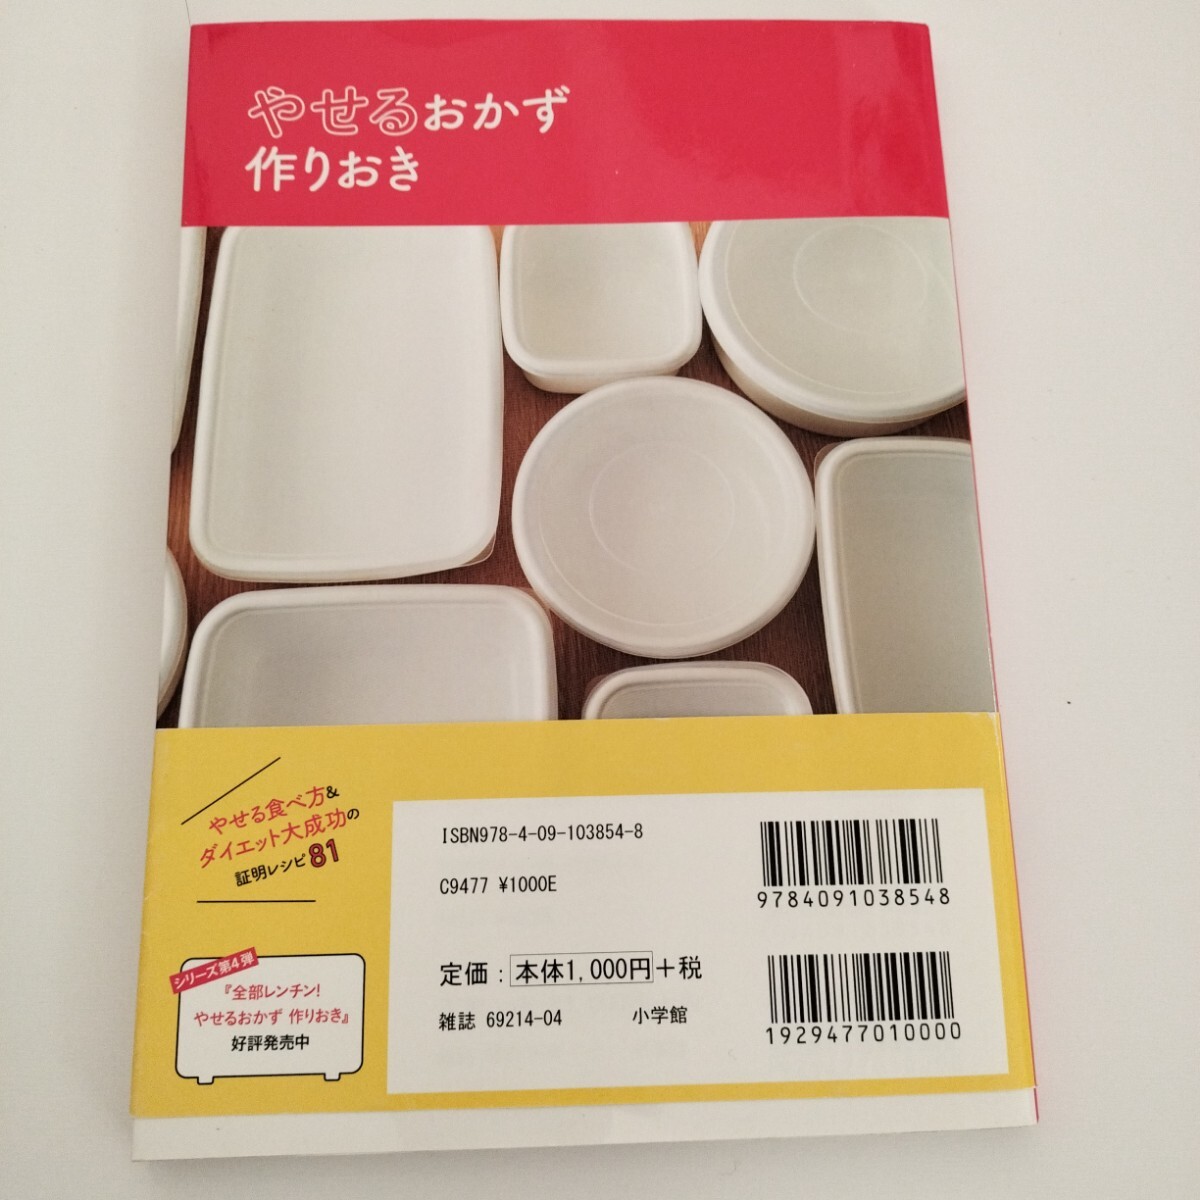 やせるおかず
作りおき
やせる食べ方&
ダイエット大成功の
証明レシピ81
シリーズ第4弾
『全部レンチン!
やせるおかず 作りおき』
好評発売中
ISBN978-4-09-103854-8
C9477 ¥1000E
定価:本体1,000円+税
雑誌 69214-04 小学館
9784091038548
1929477010000